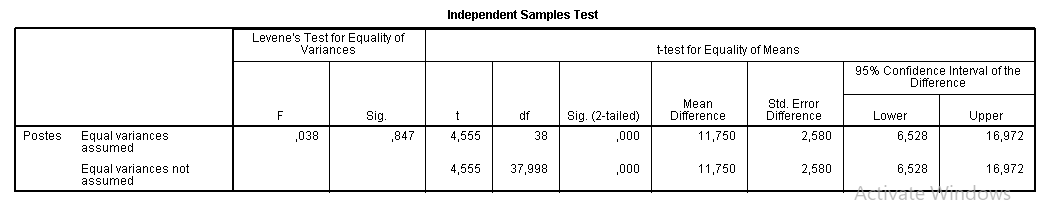 Independent Samples Test
Levene's Test for Equality of Variances t-test for Equality of Means
95% Confidence Interval of the Difference
F Sig. t df Sig. (2-tailed) Mean Difference Std. Error Difference Lower Upper
Postes Equal variances assumed ,038 ,847 4,555 38 ,000 11,750 2,580 6,528 16,972
Equal variances not assumed 4,555 37,998 ,000 11,750 2,580 6,528 16,972
Activate Windows